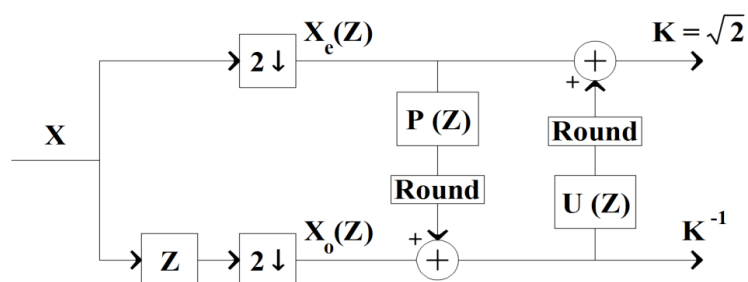 X
2↓
Xe(Z)
K = √2
P (Z)
+
+
Round
Round
U (Z)
Z
2↓
Xo(Z)
+
+
K⁻¹